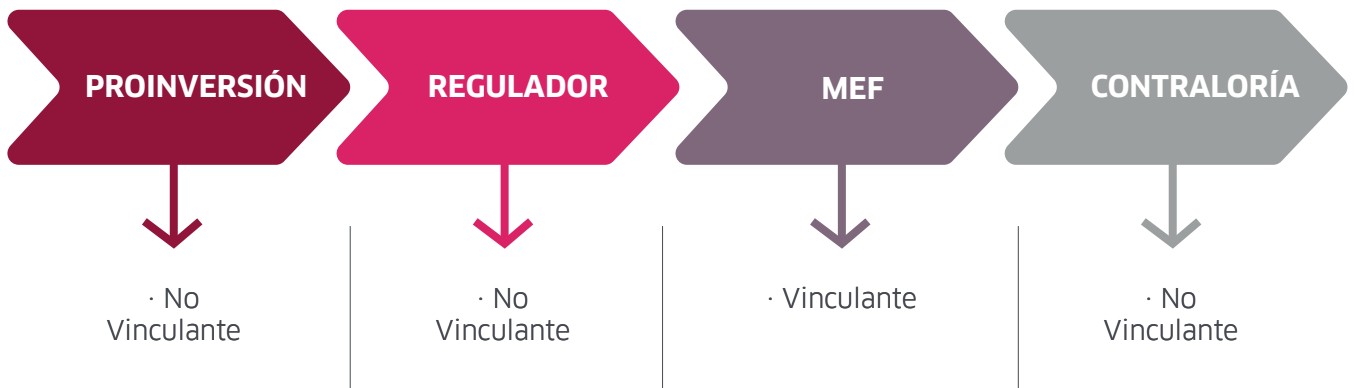 PROINVERSIÓN
REGULADOR
MEF
CONTRALORÍA
· No
Vinculante
· No
Vinculante
· Vinculante
· No
Vinculante